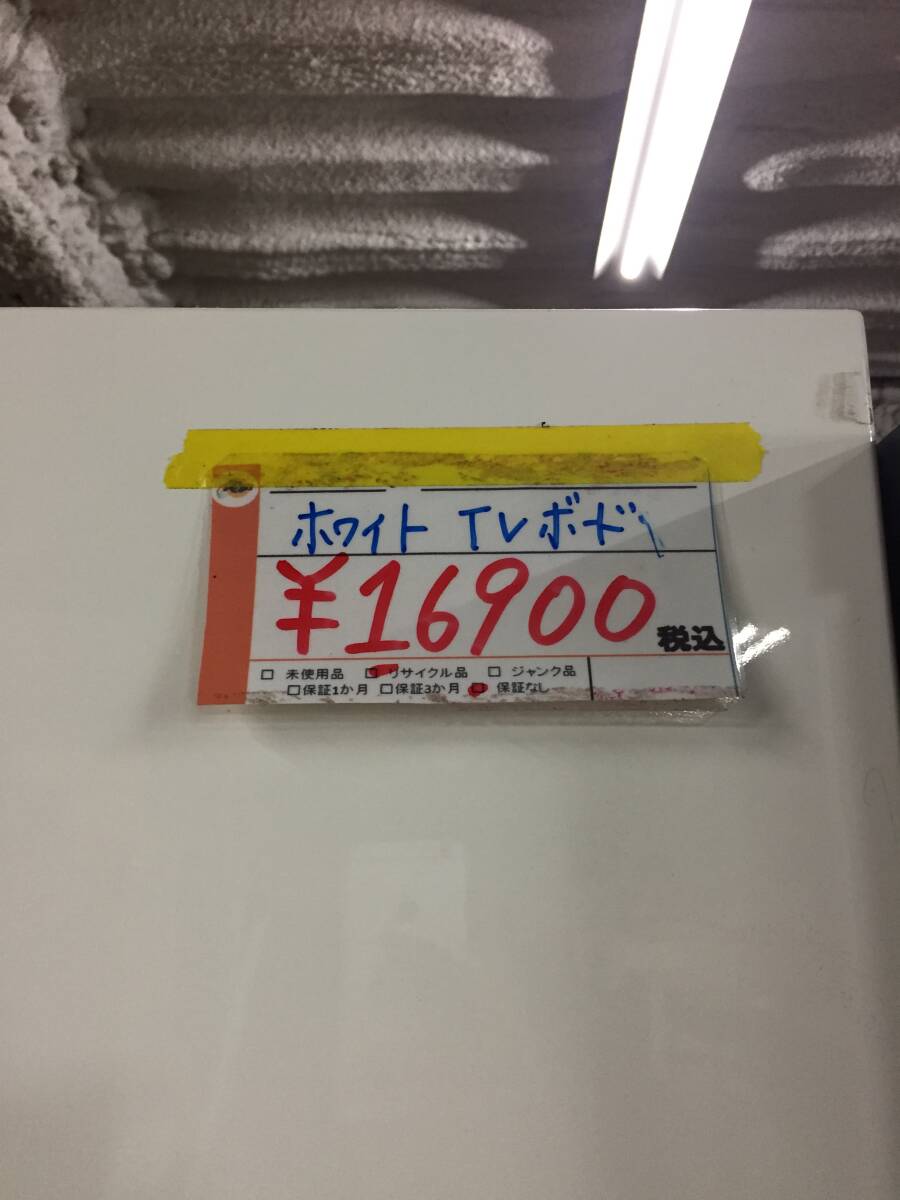 ホワイト TVボード
¥16900 税込
□ 未使用品 □ リサイクル品 □ ジャンク品
□保証1か月 □保証3か月 □ 保証なし